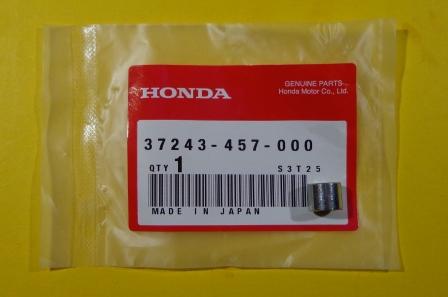 GENUINE PARTS
Honda Motor Co., Ltd.
HONDA
37243-457-000
QTY 1 S3T25
MADE IN JAPAN